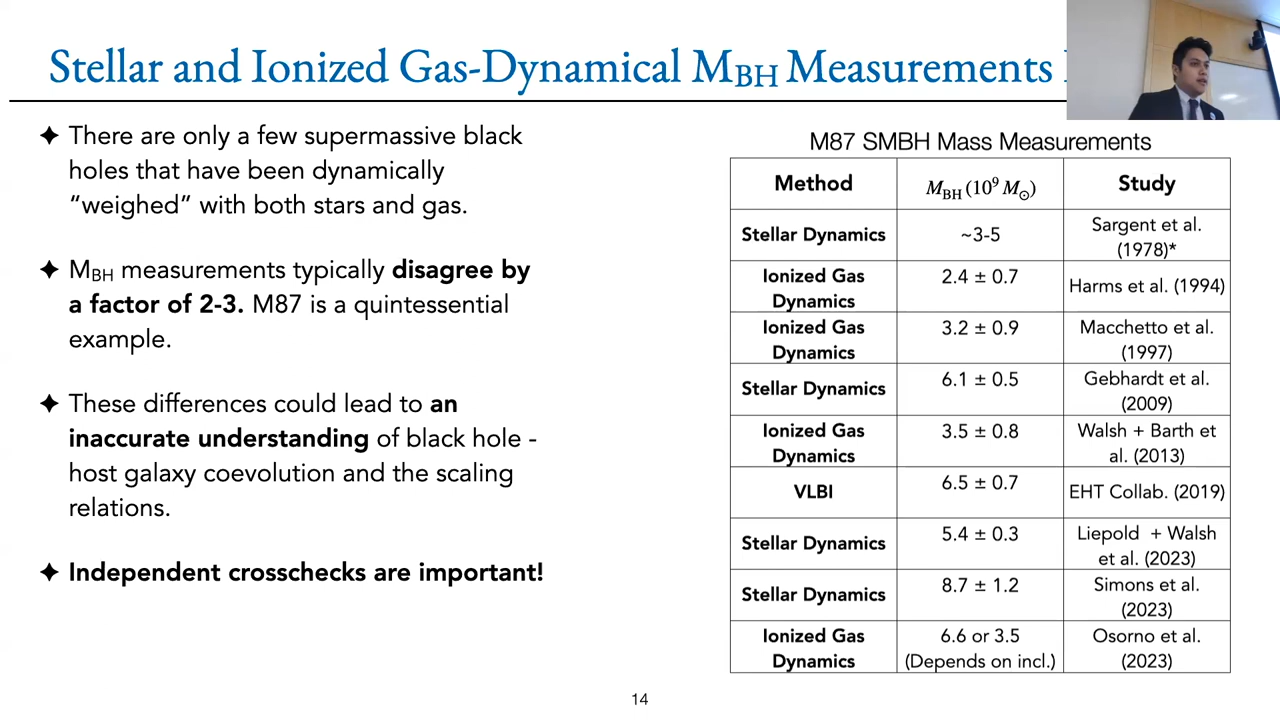 Stellar and Ionized Gas-Dynamical MBH Measurements
✦ There are only a few supermassive black
holes that have been dynamically
“weighed” with both stars and gas.
✦ MBH measurements typically disagree by
a factor of 2-3. M87 is a quintessential
example.
✦ These differences could lead to an
inaccurate understanding of black hole -
host galaxy coevolution and the scaling
relations.
✦ Independent crosschecks are important!
M87 SMBH Mass Measurements
Method MBH (10⁹ M⊙) Study
Stellar Dynamics ~3-5 Sargent et al.
(1978)*
Ionized Gas
Dynamics 2.4 ± 0.7 Harms et al. (1994)
Ionized Gas
Dynamics 3.2 ± 0.9 Macchetto et al.
(1997)
Stellar Dynamics 6.1 ± 0.5 Gebhardt et al.
(2009)
Ionized Gas
Dynamics 3.5 ± 0.8 Walsh + Barth et
al. (2013)
VLBI 6.5 ± 0.7 EHT Collab. (2019)
Stellar Dynamics 5.4 ± 0.3 Liepold + Walsh
et al. (2023)
Stellar Dynamics 8.7 ± 1.2 Simons et al.
(2023)
Ionized Gas
Dynamics 6.6 or 3.5
(Depends on incl.) Osorno et al.
(2023)
14